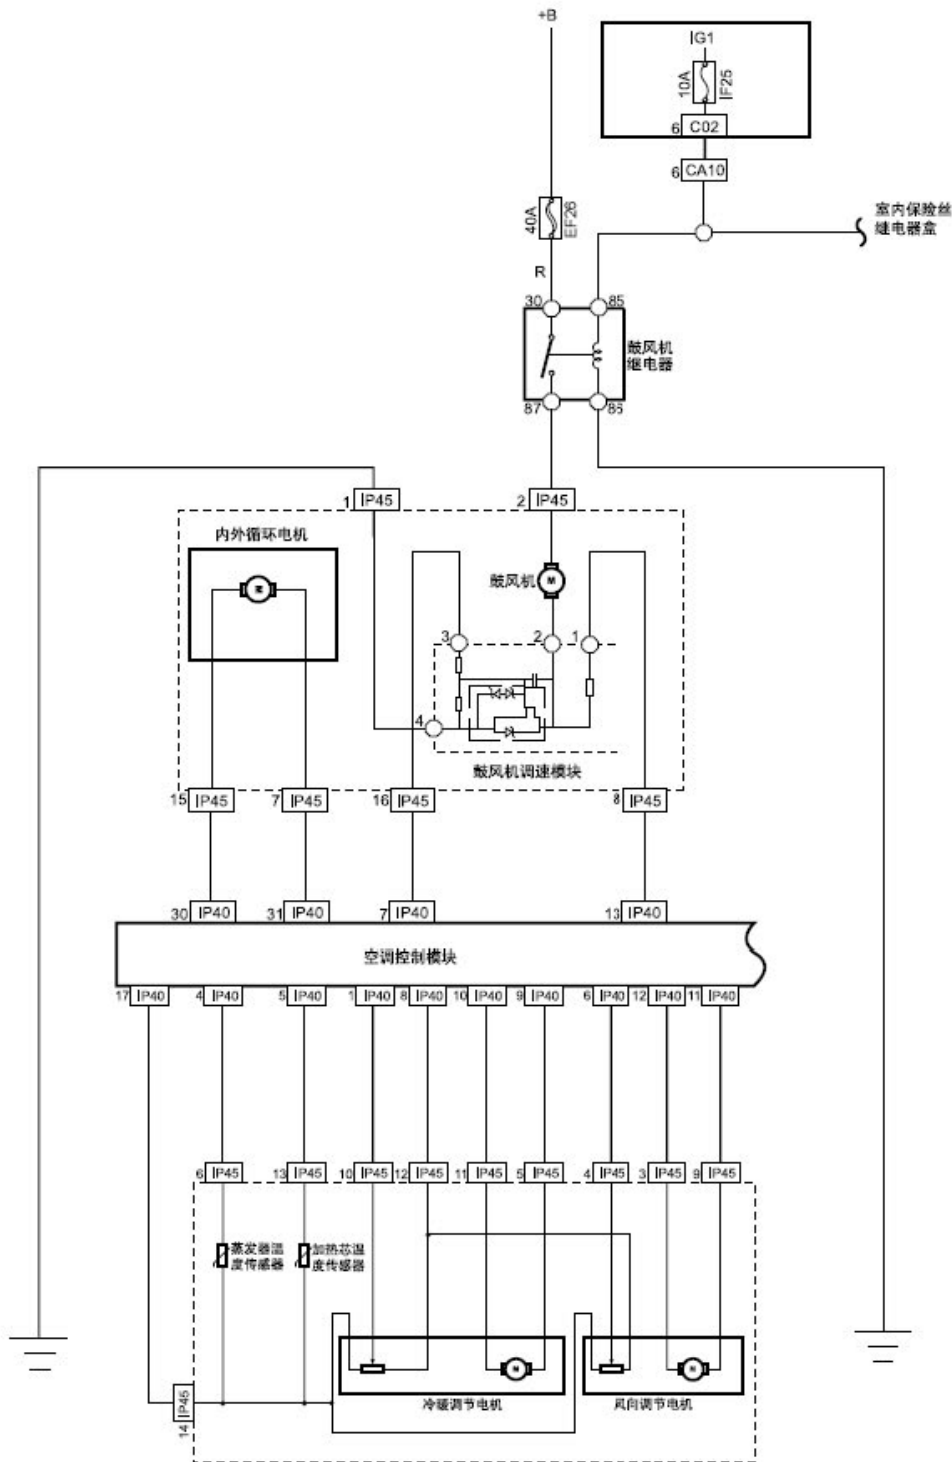 +B
IG1
10A
IF25
6 C02
6 CA10
40A
EF26
室内保险丝
继电器盒
R
30
85
鼓风机
继电器
87
86
1 IP45
2 IP45
内外循环电机
M
鼓风机
M
3
2
1
4
鼓风机调速模块
15 IP45
7 IP45
16 IP45
8 IP45
30 IP40
31 IP40
7 IP40
13 IP40
空调控制模块
17 IP40
4 IP40
5 IP40
1 IP40
8 IP40
10 IP40
9 IP40
6 IP40
12 IP40
11 IP40
6 IP45
13 IP45
10 IP45
12 IP45
11 IP45
5 IP45
4 IP45
3 IP45
9 IP45
蒸发器温
度传感器
加热芯温
度传感器
M
M
14 IP45
冷暖调节电机
风向调节电机